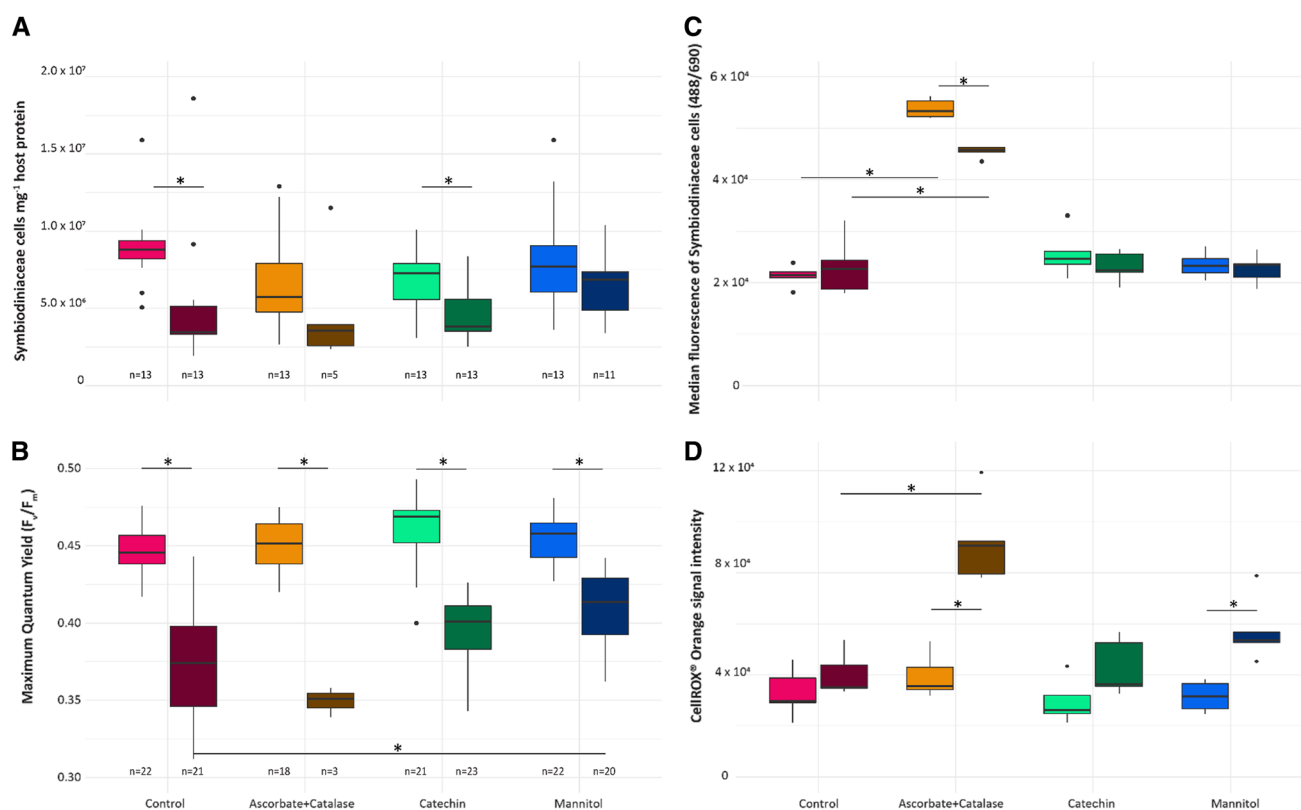 A
Symbiodiniaceae cells mg⁻¹ host protein
2.0 x 10⁷
1.5 x 10⁷
1.0 x 10⁷
5.0 x 10⁶
0
*
*
n=13 n=13 n=13 n=5 n=13 n=13 n=13 n=11
B
Maximum Quantum Yield (Fᵥ/Fₘ)
0.50
0.45
0.40
0.35
0.30
* * * *
*
n=22 n=21 n=18 n=3 n=21 n=23 n=22 n=20
Control Ascorbate+Catalase Catechin Mannitol
C
Median fluorescence of Symbiodiniaceae cells (488/690)
6 x 10⁴
4 x 10⁴
2 x 10⁴
0
*
*
*
D
CellROX® Orange signal intensity
12 x 10⁴
8 x 10⁴
4 x 10⁴
0
*
*
*
Control Ascorbate+Catalase Catechin Mannitol